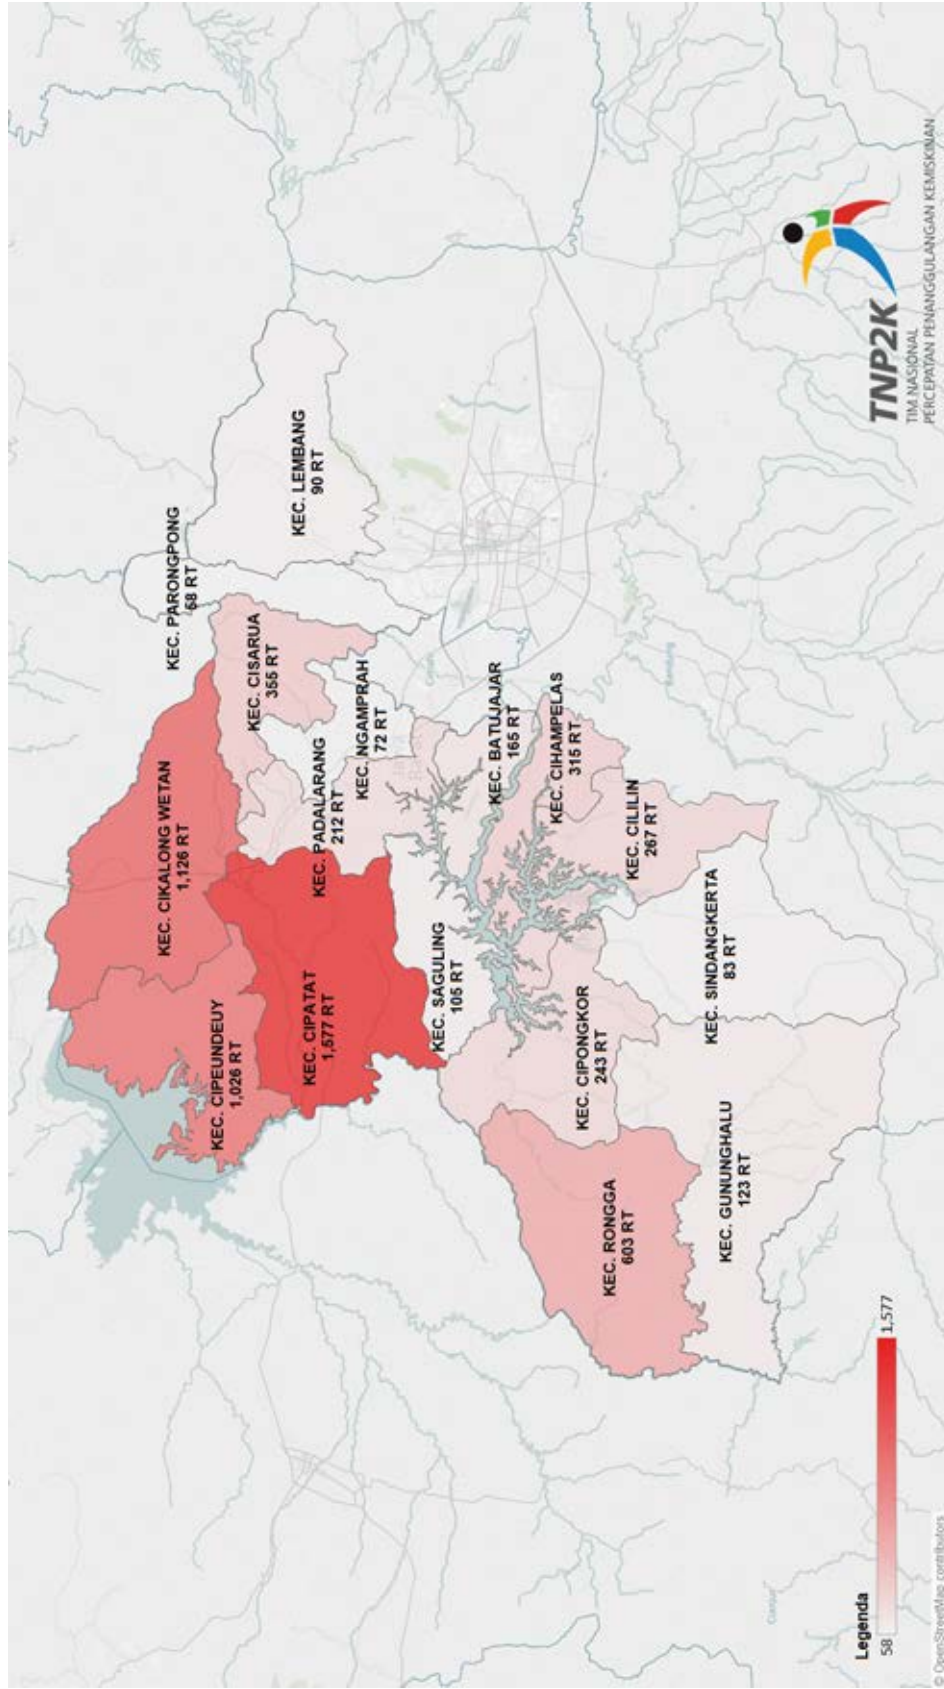 KEC. CIKALONG WETAN
1,126 RT
KEC. PARONGPONG
58 RT
KEC. CIPEUNDEUY
1,026 RT
KEC. CISARUA
355 RT
KEC. LEMBANG
90 RT
KEC. CIPATAT
1,577 RT
KEC. PADALARANG
212 RT
KEC. NGAMPRAH
72 RT
KEC. SAGULING
105 RT
KEC. BATUJAJAR
165 RT
KEC. CIHAMPELAS
315 RT
KEC. CIPONGKOR
243 RT
KEC. RONGGA
603 RT
KEC. CILILIN
267 RT
KEC. SINDANGKERTA
83 RT
KEC. GUNUNGHALU
123 RT
Legenda
58 1,577
TNP2K
TIM NASIONAL
PERCEPATAN PENANGGULANGAN KEMISKINAN
© OpenStreetMap contributors